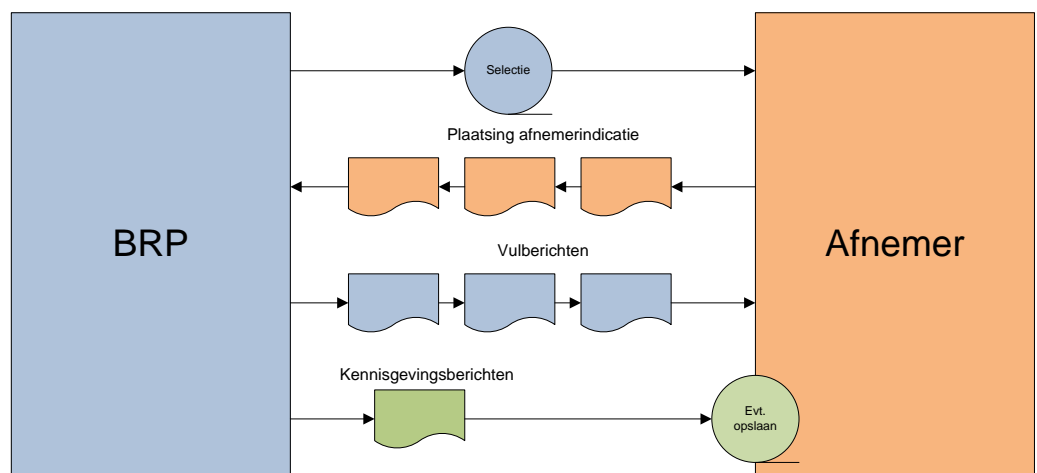 Selectie
Plaatsing afnemerindicatie
BRP
Afnemer
Vulberichten
Kennisgevingsberichten
Evt.
opslaan